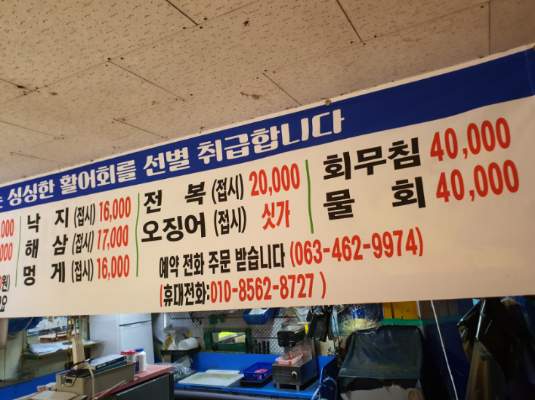 싱싱한 활어회를 선별 취급합니다
낙 지 (접시) 16,000
해 삼 (접시) 17,000
멍 게 (접시) 16,000
전 복 (접시) 20,000
오징어 (접시) 싯가
회무침 40,000
물 회 40,000
예약 전화 주문 받습니다 (063-462-9974)
(휴대전화:010-8562-8727 )